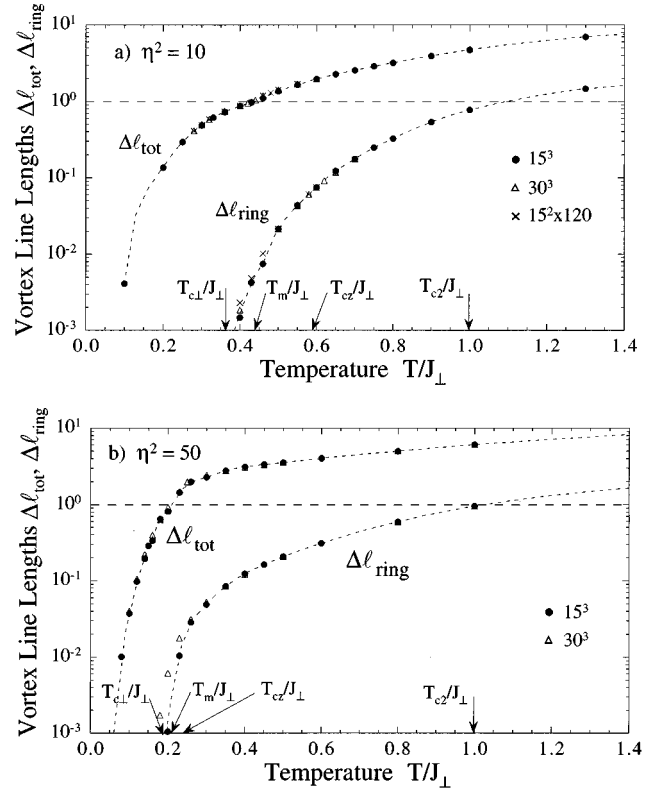 Vortex Line Lengths Δℓtot, Δℓring
a) η² = 10
10¹
10⁰
10⁻¹
10⁻²
10⁻³
Δℓtot
Δℓring
15³
30³
15²x120
Tc⊥/J⊥
Tm/J⊥
Tcz/J⊥
Tc2/J⊥
0.0 0.2 0.4 0.6 0.8 1.0 1.2 1.4
Temperature T/J⊥
Vortex Line Lengths Δℓtot, Δℓring
b) η² = 50
10¹
10⁰
10⁻¹
10⁻²
10⁻³
Δℓtot
Δℓring
15³
30³
Tc⊥/J⊥
Tm/J⊥
Tcz/J⊥
Tc2/J⊥
0.0 0.2 0.4 0.6 0.8 1.0 1.2 1.4
Temperature T/J⊥